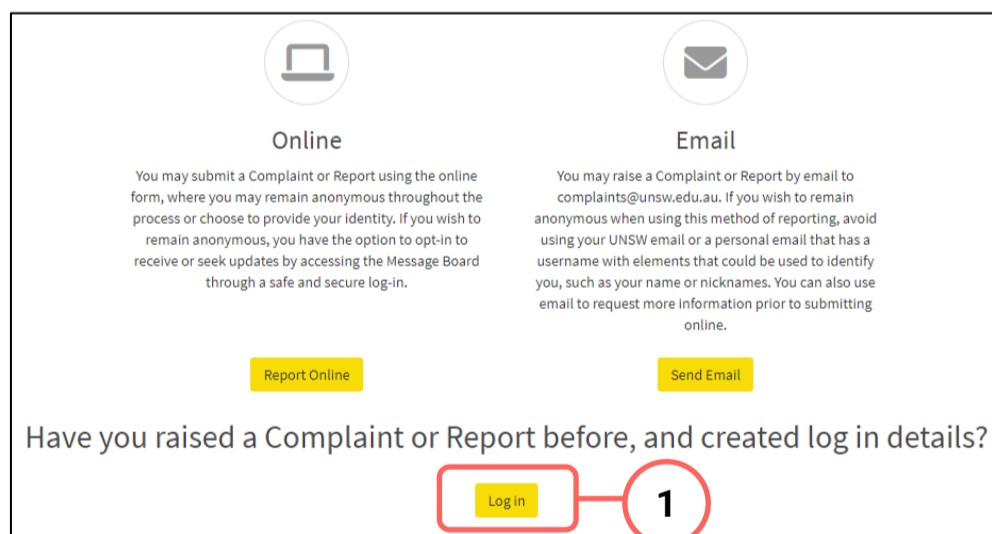 Online
You may submit a Complaint or Report using the online
form, where you may remain anonymous throughout the
process or choose to provide your identity. If you wish to
remain anonymous, you have the option to opt-in to
receive or seek updates by accessing the Message Board
through a safe and secure log-in.
Report Online
Email
You may raise a Complaint or Report by email to
complaints@unsw.edu.au. If you wish to remain
anonymous when using this method of reporting, avoid
using your UNSW email or a personal email that has a
username with elements that could be used to identify
you, such as your name or nicknames. You can also use
email to request more information prior to submitting
online.
Send Email
Have you raised a Complaint or Report before, and created log in details?
Log in
1